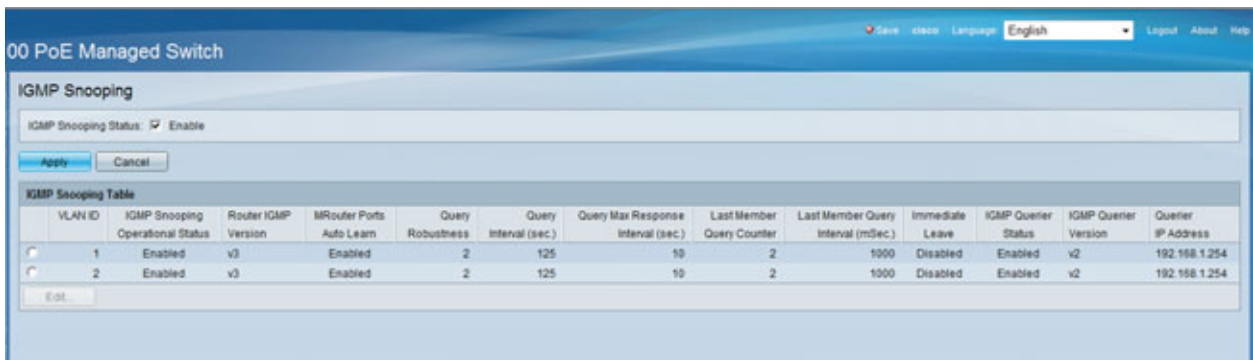 Save cisco Language: English Logout About Help
00 PoE Managed Switch
IGMP Snooping
IGMP Snooping Status: Enable
Apply Cancel
IGMP Snooping Table
VLAN ID IGMP Snooping Operational Status Router IGMP Version MRouter Ports Auto Learn Query Robustness Query Interval (sec.) Query Max Response Interval (sec.) Last Member Query Counter Last Member Query Interval (mSec.) Immediate Leave IGMP Querier Status IGMP Querier Version Querier IP Address
1 Enabled v3 Enabled 2 125 10 2 1000 Disabled Enabled v2 192.168.1.254
2 Enabled v3 Enabled 2 125 10 2 1000 Disabled Enabled v2 192.168.1.254
Edit...